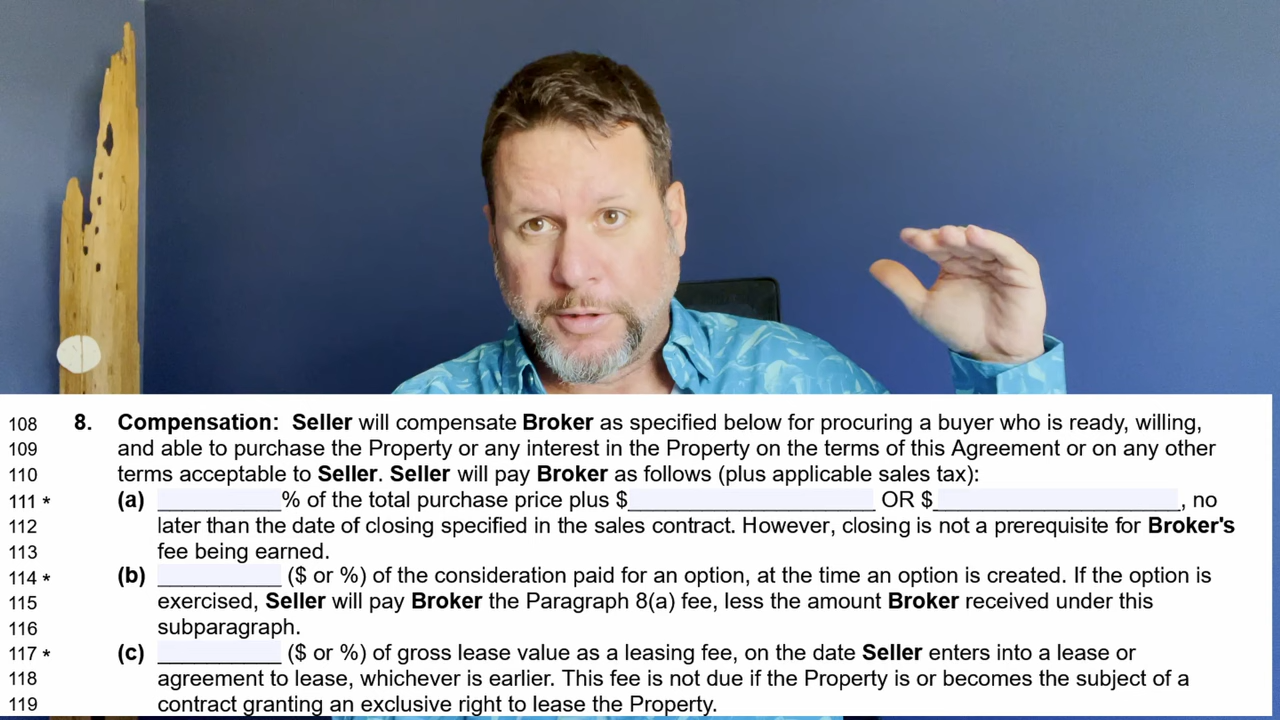 108 8. Compensation: Seller will compensate Broker as specified below for procuring a buyer who is ready, willing,
109 and able to purchase the Property or any interest in the Property on the terms of this Agreement or on any other
110 terms acceptable to Seller. Seller will pay Broker as follows (plus applicable sales tax):
111 * (a) __________% of the total purchase price plus $____________________ OR $____________________, no
112 later than the date of closing specified in the sales contract. However, closing is not a prerequisite for Broker's
113 fee being earned.
114 * (b) __________ ($ or %) of the consideration paid for an option, at the time an option is created. If the option is
115 exercised, Seller will pay Broker the Paragraph 8(a) fee, less the amount Broker received under this
116 subparagraph.
117 * (c) __________ ($ or %) of gross lease value as a leasing fee, on the date Seller enters into a lease or
118 agreement to lease, whichever is earlier. This fee is not due if the Property is or becomes the subject of a
119 contract granting an exclusive right to lease the Property.